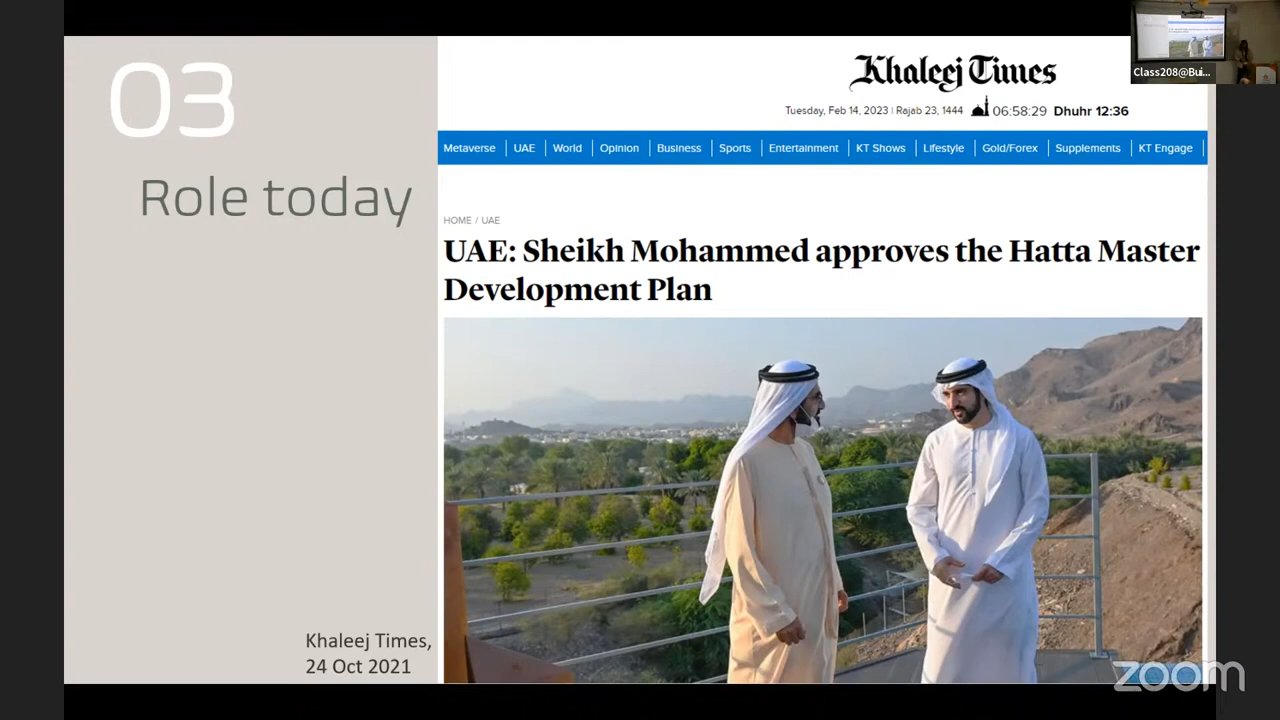 03
Role today
Khaleej Times,
24 Oct 2021
Khaleej Times
Tuesday, Feb 14, 2023 | Rajab 23, 1444 06:58:29 Dhuhr 12:36
Metaverse UAE World Opinion Business Sports Entertainment KT Shows Lifestyle Gold/Forex Supplements KT Engage
HOME / UAE
UAE: Sheikh Mohammed approves the Hatta Master
Development Plan
Class208@Bui...
zoom